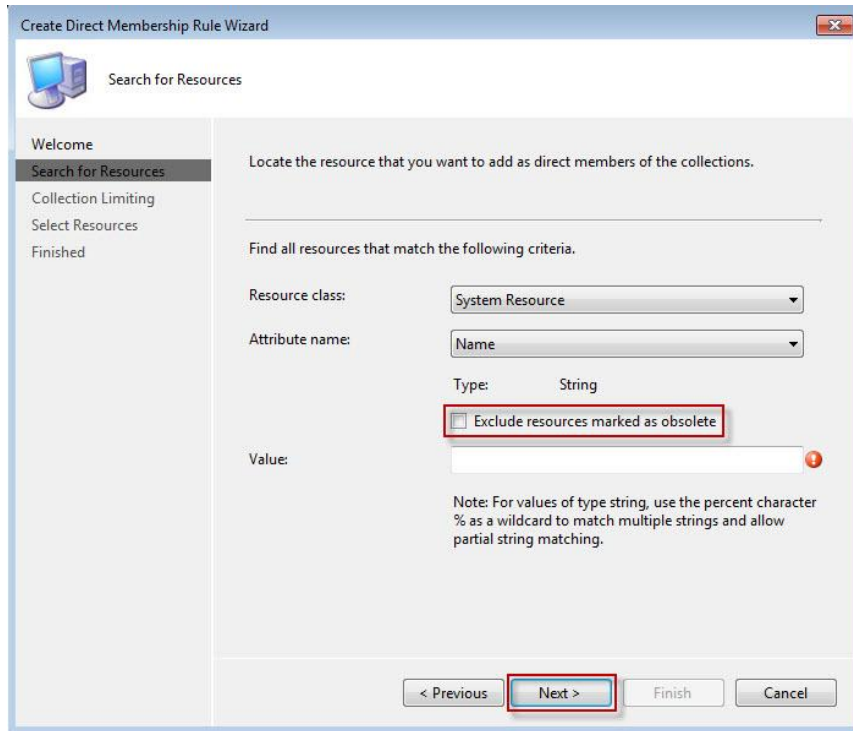 Create Direct Membership Rule Wizard
Search for Resources
Welcome
Search for Resources
Collection Limiting
Select Resources
Finished
Locate the resource that you want to add as direct members of the collections.
Find all resources that match the following criteria.
Resource class:
System Resource
Attribute name:
Name
Type: String
Exclude resources marked as obsolete
Value:
Note: For values of type string, use the percent character
% as a wildcard to match multiple strings and allow
partial string matching.
< Previous
Next >
Finish
Cancel